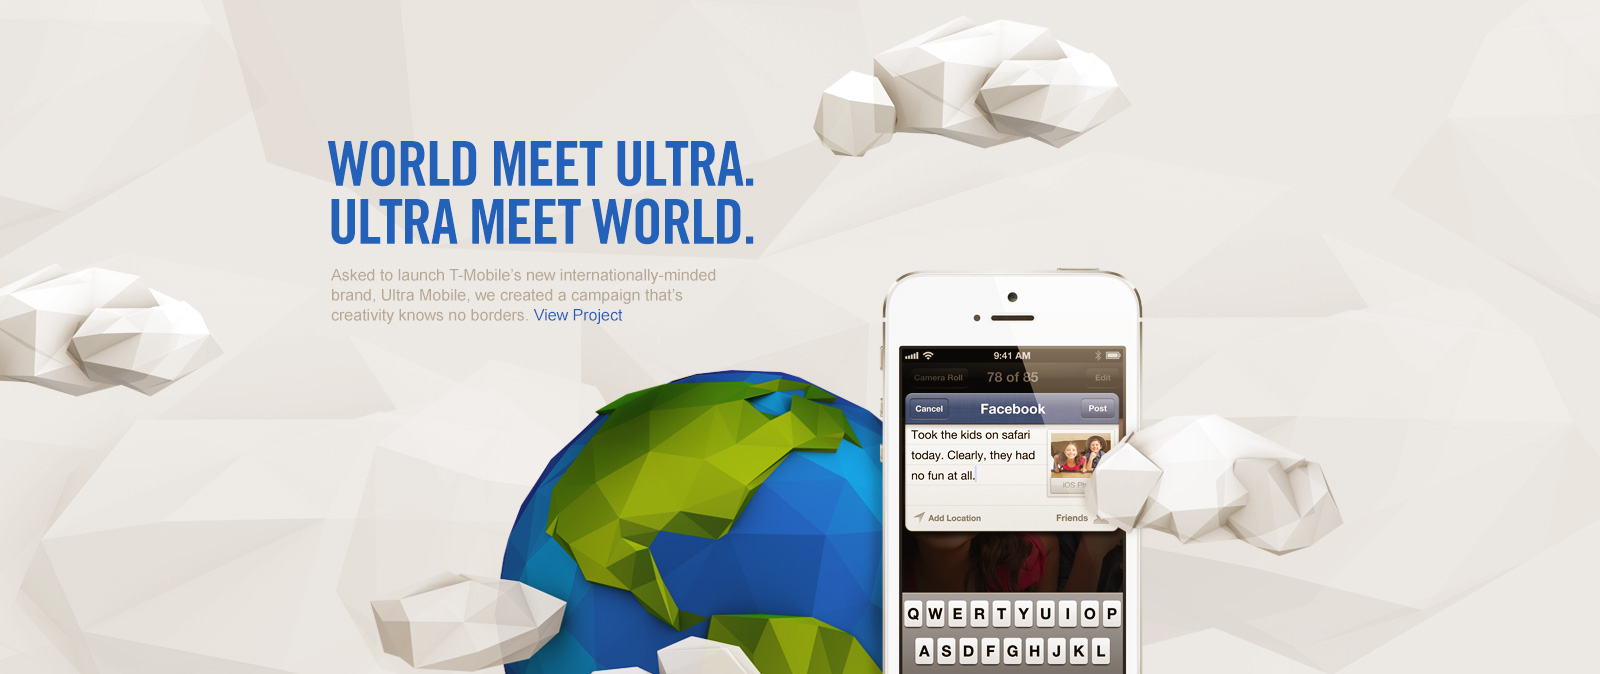 WORLD MEET ULTRA.
ULTRA MEET WORLD.
Asked to launch T-Mobile's new internationally-minded
brand, Ultra Mobile, we created a campaign that's
creativity knows no borders. View Project
9:41 AM
Camera Roll 78 of 85 Edit
Cancel Facebook Post
Took the kids on safari
today. Clearly, they had
no fun at all.
iOS
Add Location Friends
Q W E R T Y U I O P
A S D F G H J K L